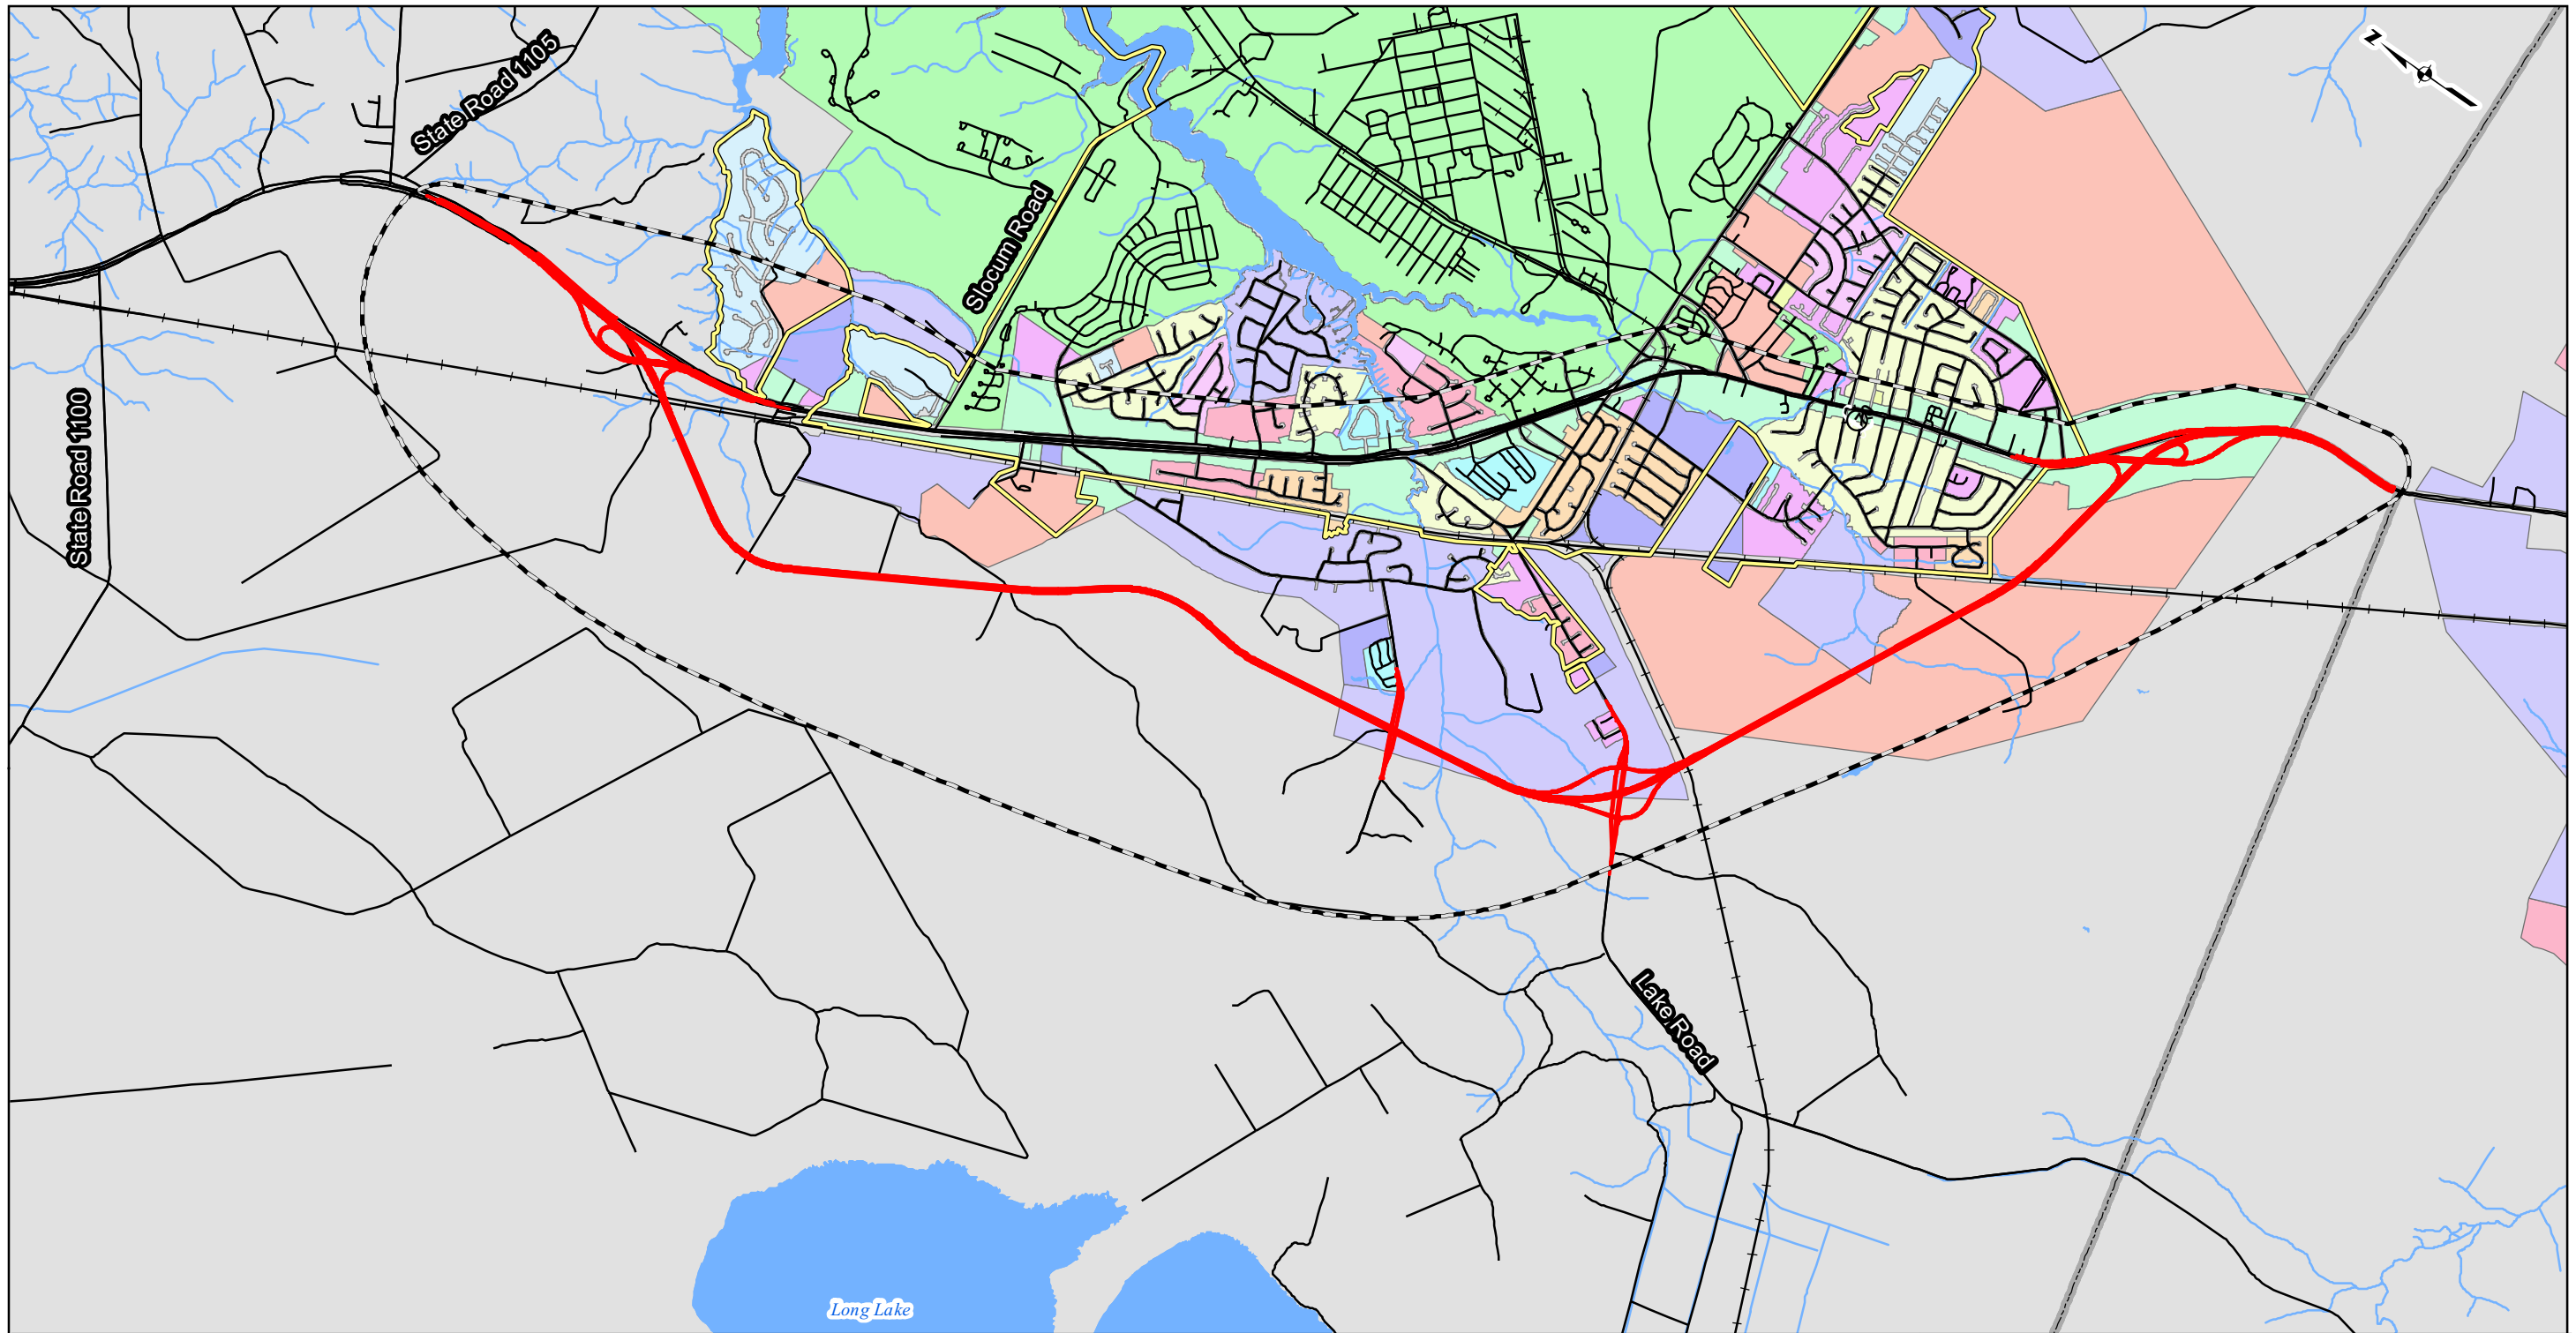 State Road 1105
Z
Slocum Road
State Road 1100
Lake Road
Long Lake